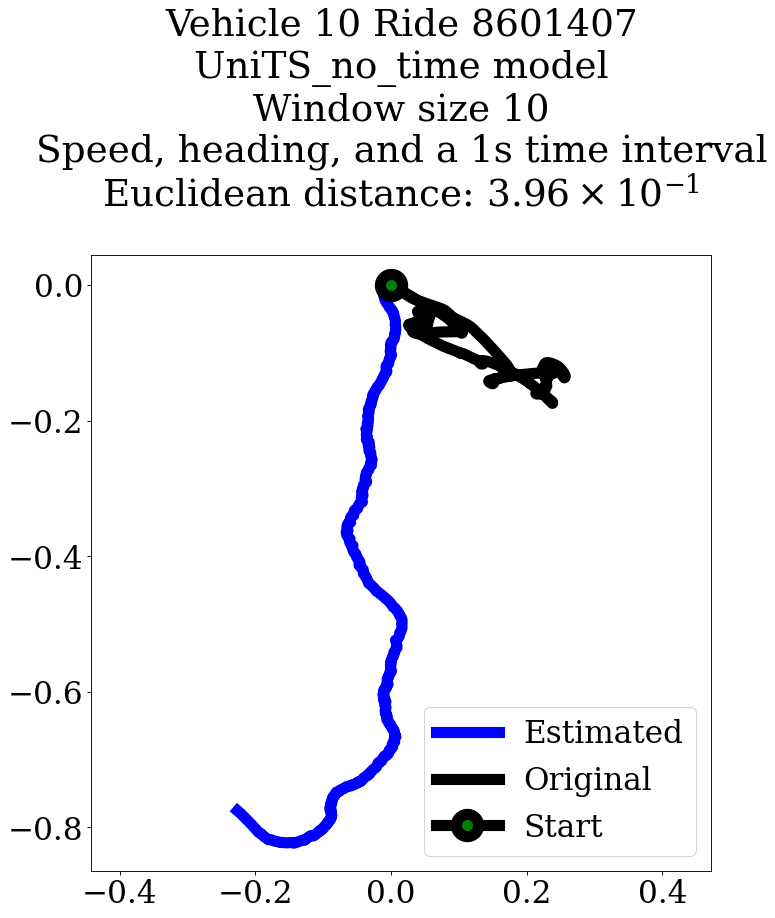 Vehicle 10 Ride 8601407
UniTS_no_time model
Window size 10
Speed, heading, and a 1s time interval
Euclidean distance: 3.96 × 10⁻¹
0.0
−0.2
−0.4
−0.6
−0.8
Estimated
Original
Start
−0.4 −0.2 0.0 0.2 0.4